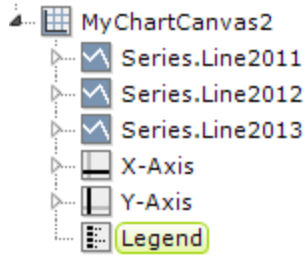 MyChartCanvas2
Series.Line2011
Series.Line2012
Series.Line2013
X-Axis
Y-Axis
Legend